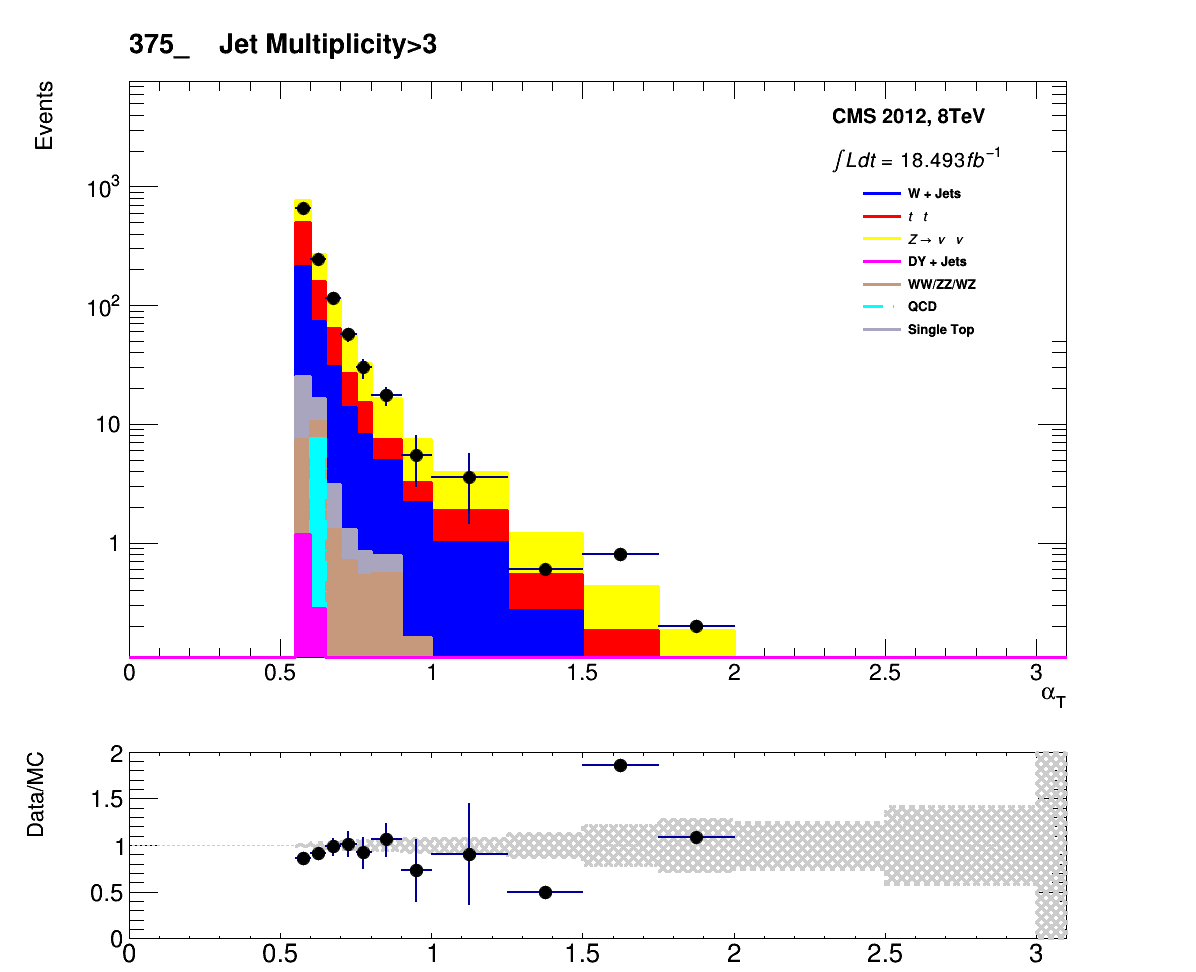 375_ Jet Multiplicity>3
Events
CMS 2012, 8TeV
∫Ldt = 18.493fb⁻¹
W + Jets
t t
Z→ ν ν
DY + Jets
WW/ZZ/WZ
QCD
Single Top
10³
10²
10
1
0 0.5 1 1.5 2 2.5 3
α_T
Data/MC
2
1.5
1
0.5
0
0 0.5 1 1.5 2 2.5 3